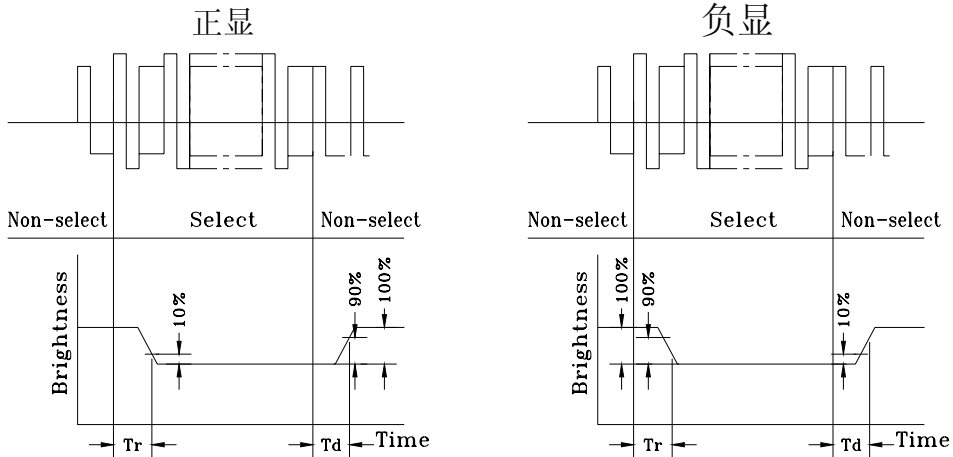 正显
负显
Non-select Select Non-select
Non-select Select Non-select
Brightness
10%
90%
100%
Tr
Td
Time
Brightness
100%
90%
10%
Tr
Td
Time